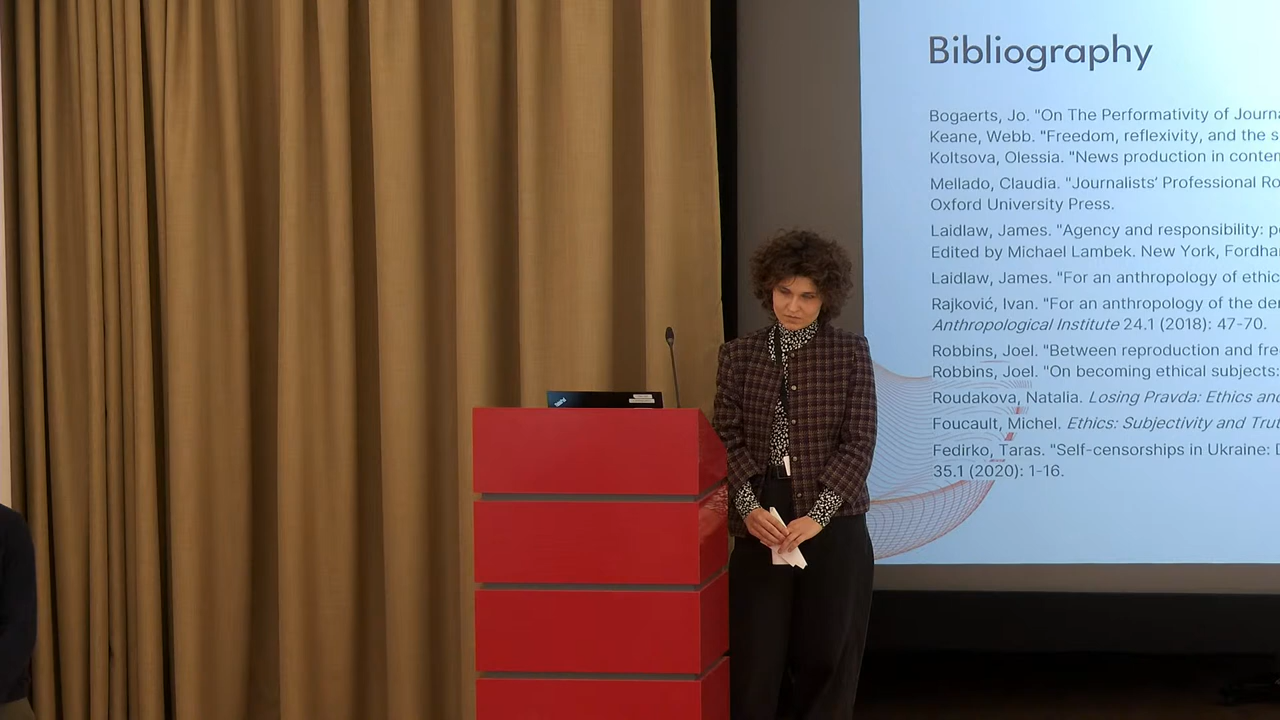 Bibliography
Bogaerts, Jo. "On The Performativity of Journa
Keane, Webb. "Freedom, reflexivity, and the s
Koltsova, Olessia. "News production in conten
Mellado, Claudia. "Journalists' Professional Ro
Oxford University Press.
Laidlaw, James. "Agency and responsibility: p
Edited by Michael Lambek. New York, Fordha
Laidlaw, James. "For an anthropology of ethic
Rajković, Ivan. "For an anthropology of the de
Anthropological Institute 24.1 (2018): 47-70.
Robbins, Joel. "Between reproduction and fre
Robbins, Joel. "On becoming ethical subjects:
Roudakova, Natalia. Losing Pravda: Ethics and
Foucault, Michel. Ethics: Subjectivity and Trut
Fedirko, Taras. "Self-censorships in Ukraine: D
35.1 (2020): 1-16.